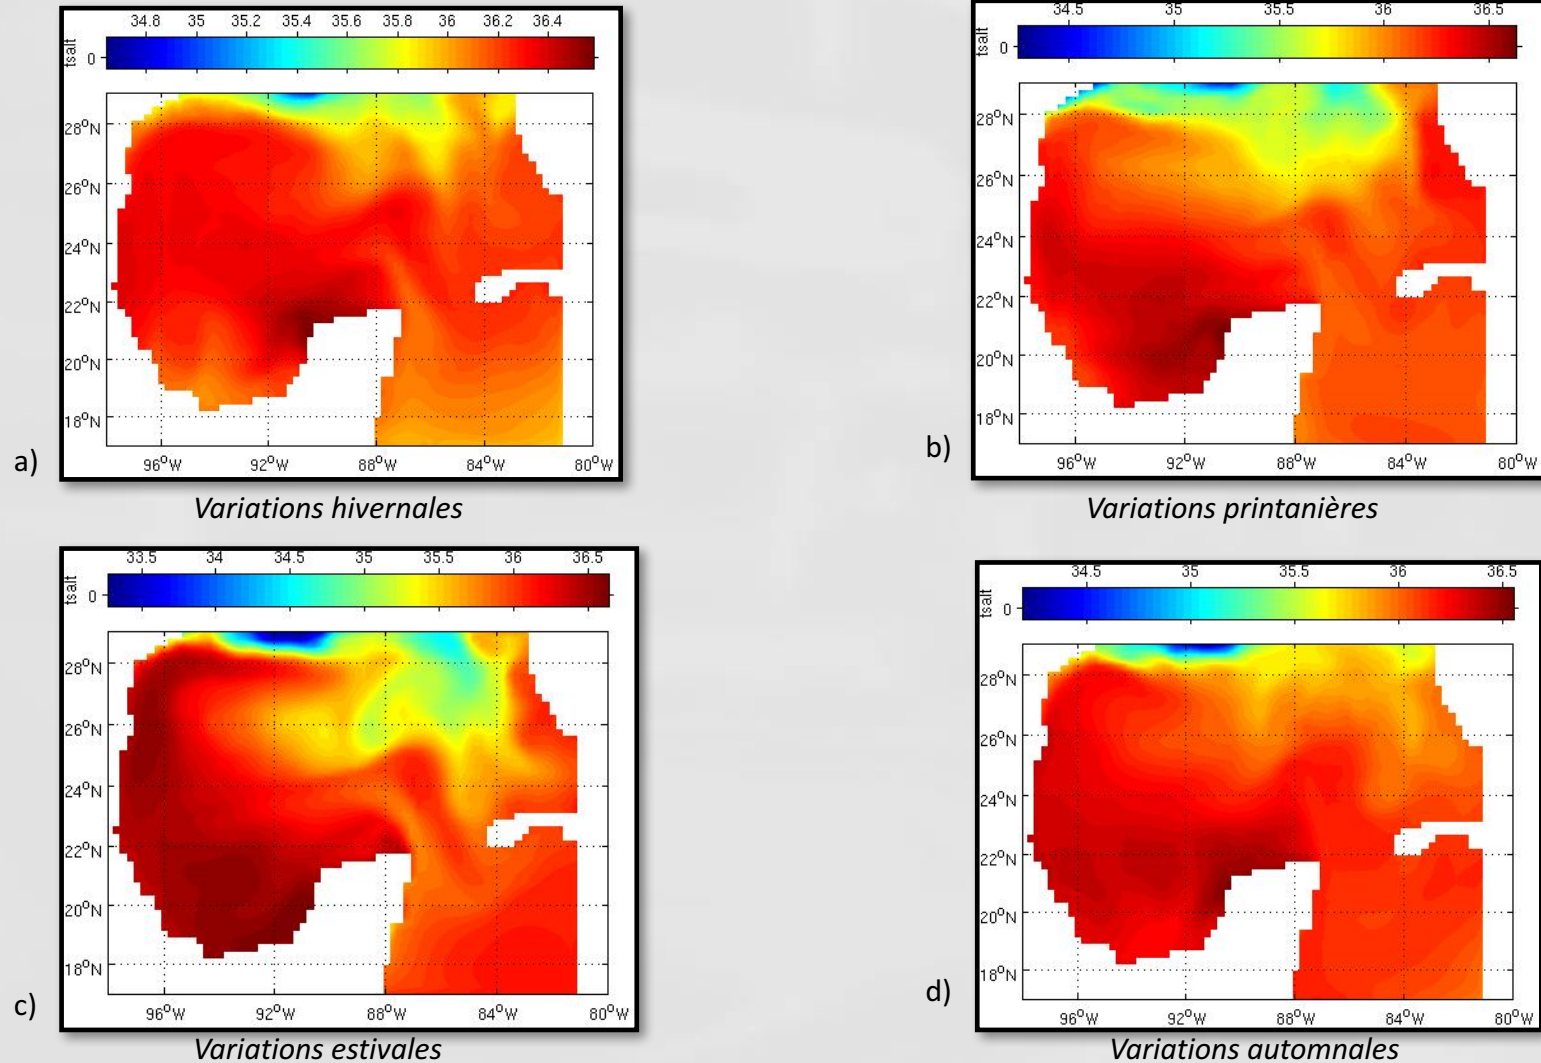 34.8 35 35.2 35.4 35.6 35.8 36 36.2 36.4
tsalt 0
28°N
26°N
24°N
22°N
20°N
18°N
96°W 92°W 88°W 84°W 80°W
a)
Variations hivernales
34.5 35 35.5 36 36.5
tsalt 0
28°N
26°N
24°N
22°N
20°N
18°N
96°W 92°W 88°W 84°W 80°W
b)
Variations printanières
33.5 34 34.5 35 35.5 36 36.5
tsalt 0
28°N
26°N
24°N
22°N
20°N
18°N
96°W 92°W 88°W 84°W 80°W
c)
Variations estivales
34.5 35 35.5 36 36.5
tsalt 0
28°N
26°N
24°N
22°N
20°N
18°N
96°W 92°W 88°W 84°W 80°W
d)
Variations automnales